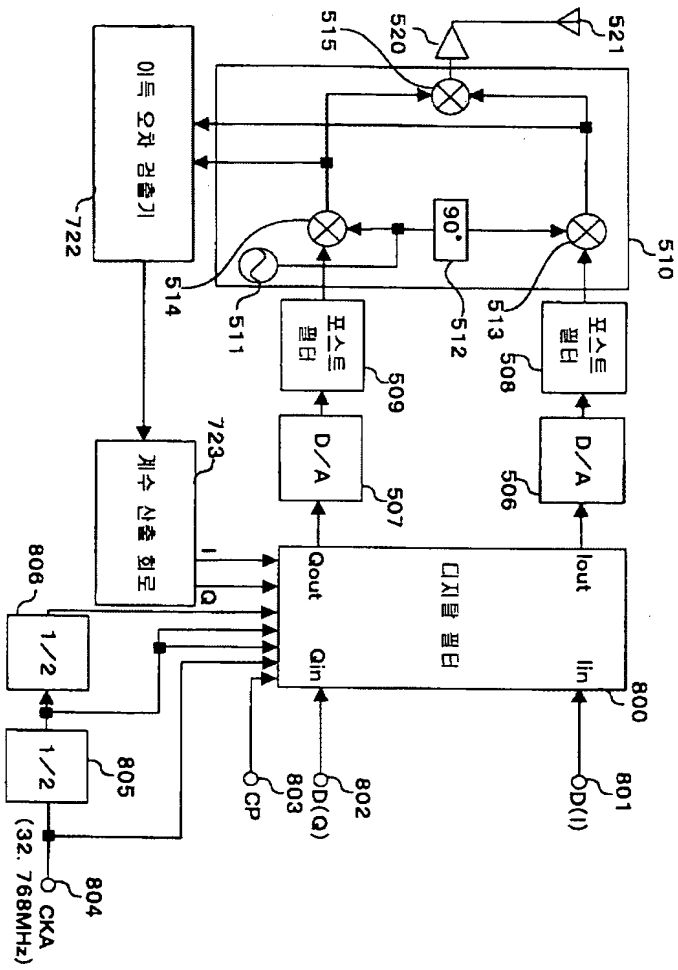 510
513
508
포스트
필터
506
D/A
Iout
Iin
800
801
D(I)
521
520
515
90°
512
디지탈 필터
509
포스트
필터
507
D/A
514
511
Qout
Qin
802
D(Q)
803
CP
이득 오차 검출기
722
723
계수 산출 회로
I
Q
806
1/2
805
1/2
804
CKA
(32. 768MHz)